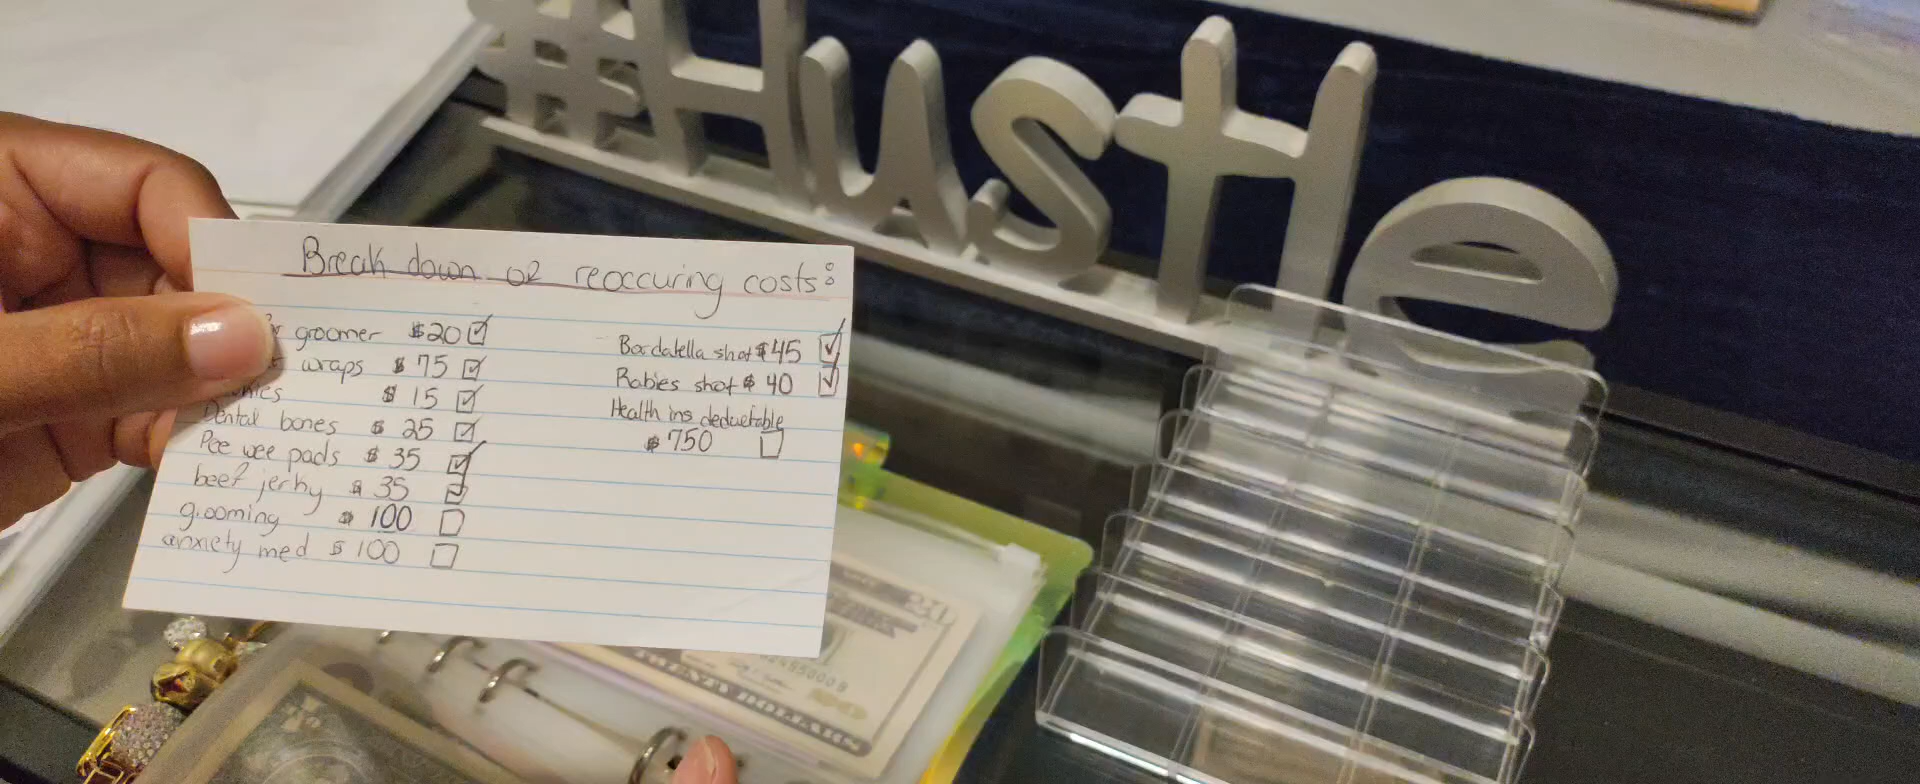 #Hustle
Break down of reoccuring costs:
groomer $20
wraps $75
$15
Dental bones $25
Pee wee pads $35
beef jerky $35
grooming $100
anxiety med $100
Bordatella shot $45
Rabies shot $40
Health ins deductable
$750